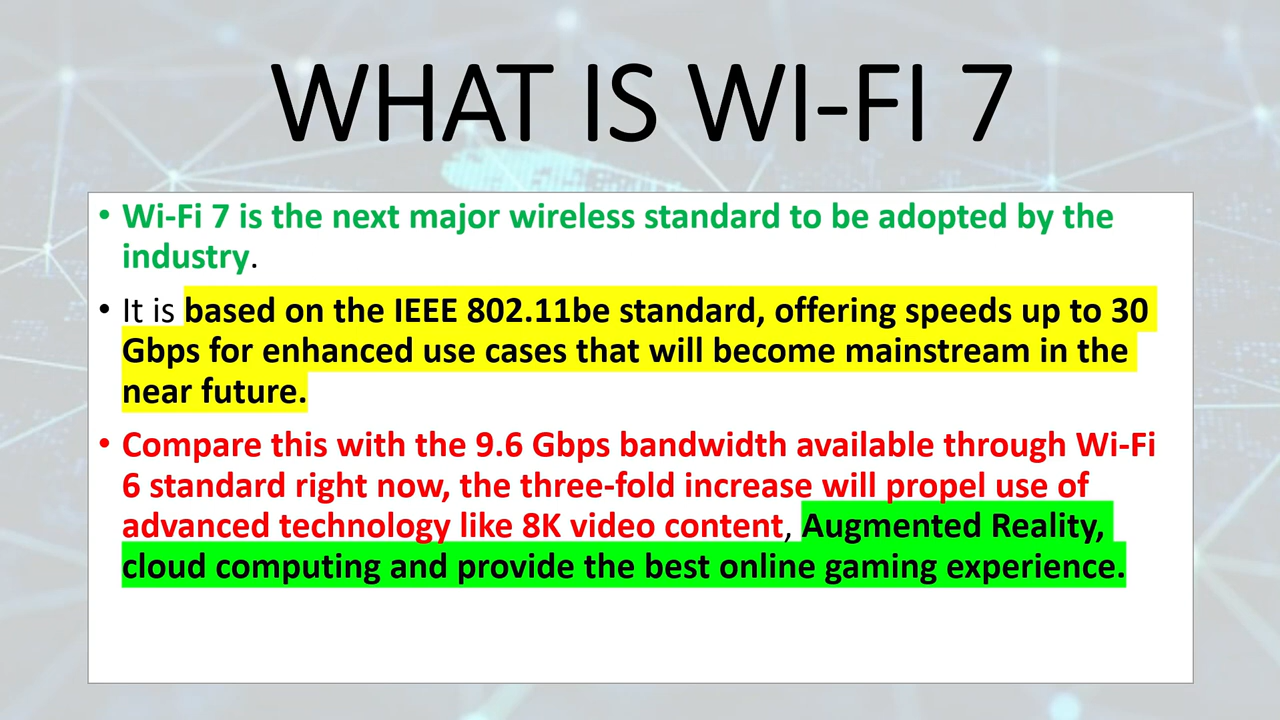 WHAT IS WI-FI 7
• Wi-Fi 7 is the next major wireless standard to be adopted by the
industry.
• It is based on the IEEE 802.11be standard, offering speeds up to 30
Gbps for enhanced use cases that will become mainstream in the
near future.
• Compare this with the 9.6 Gbps bandwidth available through Wi-Fi
6 standard right now, the three-fold increase will propel use of
advanced technology like 8K video content, Augmented Reality,
cloud computing and provide the best online gaming experience.